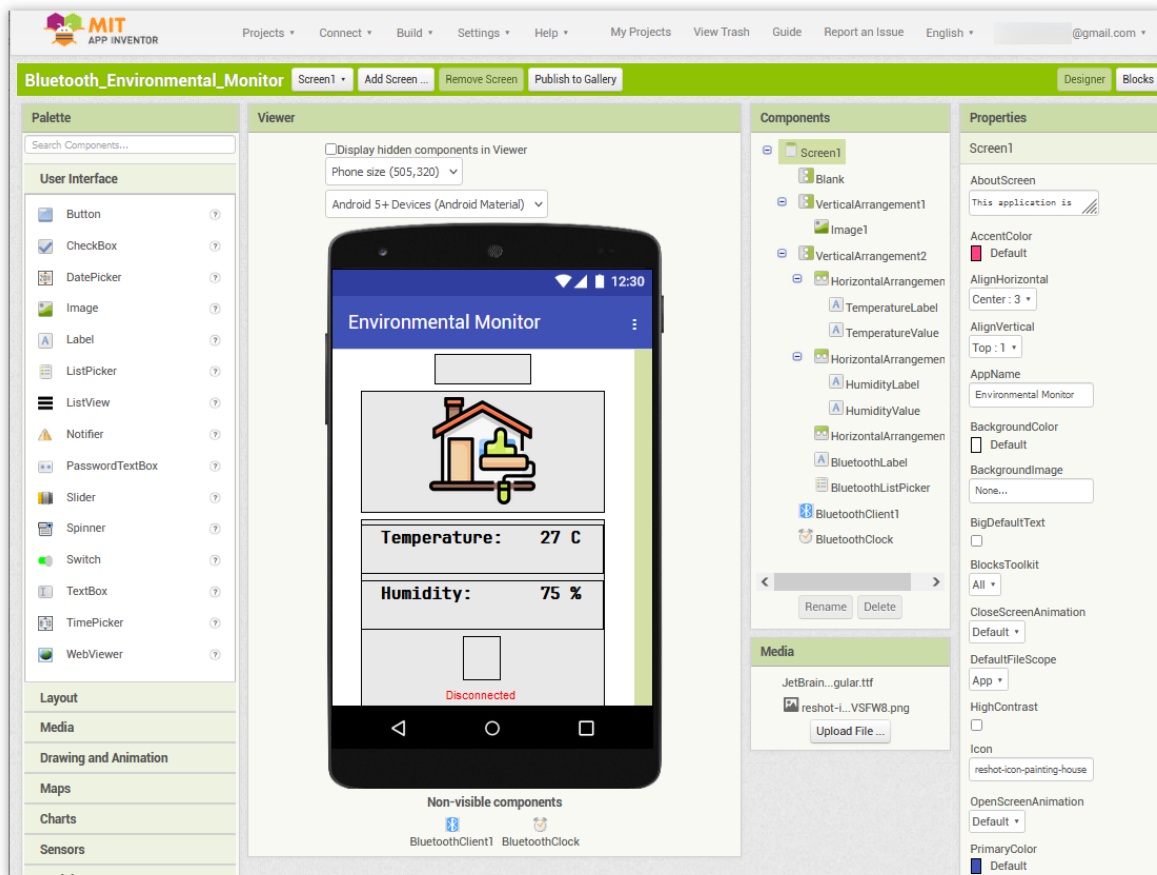 MIT
APP INVENTOR
Projects
Connect
Build
Settings
Help
My Projects
View Trash
Guide
Report an Issue
English
@gmail.com
Bluetooth_Environmental_Monitor
Screen1
Add Screen ...
Remove Screen
Publish to Gallery
Designer
Blocks
Palette
Search Components...
User Interface
Button
?
CheckBox
?
DatePicker
?
Image
?
Label
?
ListPicker
?
ListView
?
Notifier
?
PasswordTextBox
?
Slider
?
Spinner
?
Switch
?
TextBox
?
TimePicker
?
WebViewer
?
Layout
Media
Drawing and Animation
Maps
Charts
Sensors
Viewer
Display hidden components in Viewer
Phone size (505,320)
Android 5+ Devices (Android Material)
12:30
Environmental Monitor
Temperature: 27 C
Humidity: 75 %
Disconnected
Non-visible components
BluetoothClient1
BluetoothClock
Components
Screen1
Blank
VerticalArrangement1
Image1
VerticalArrangement2
HorizontalArrangemen
A TemperatureLabel
A TemperatureValue
HorizontalArrangemen
A HumidityLabel
A HumidityValue
HorizontalArrangemen
A BluetoothLabel
BluetoothListPicker
BluetoothClient1
BluetoothClock
Rename
Delete
Media
JetBrain...gular.ttf
reshot-i...VSFW8.png
Upload File ...
Properties
Screen1
AboutScreen
This application is
AccentColor
Default
AlignHorizontal
Center : 3
AlignVertical
Top : 1
AppName
Environmental Monitor
BackgroundColor
Default
BackgroundImage
None...
BigDefaultText
BlocksToolkit
All
CloseScreenAnimation
Default
DefaultFileScope
App
HighContrast
Icon
reshot-icon-painting-house
OpenScreenAnimation
Default
PrimaryColor
Default